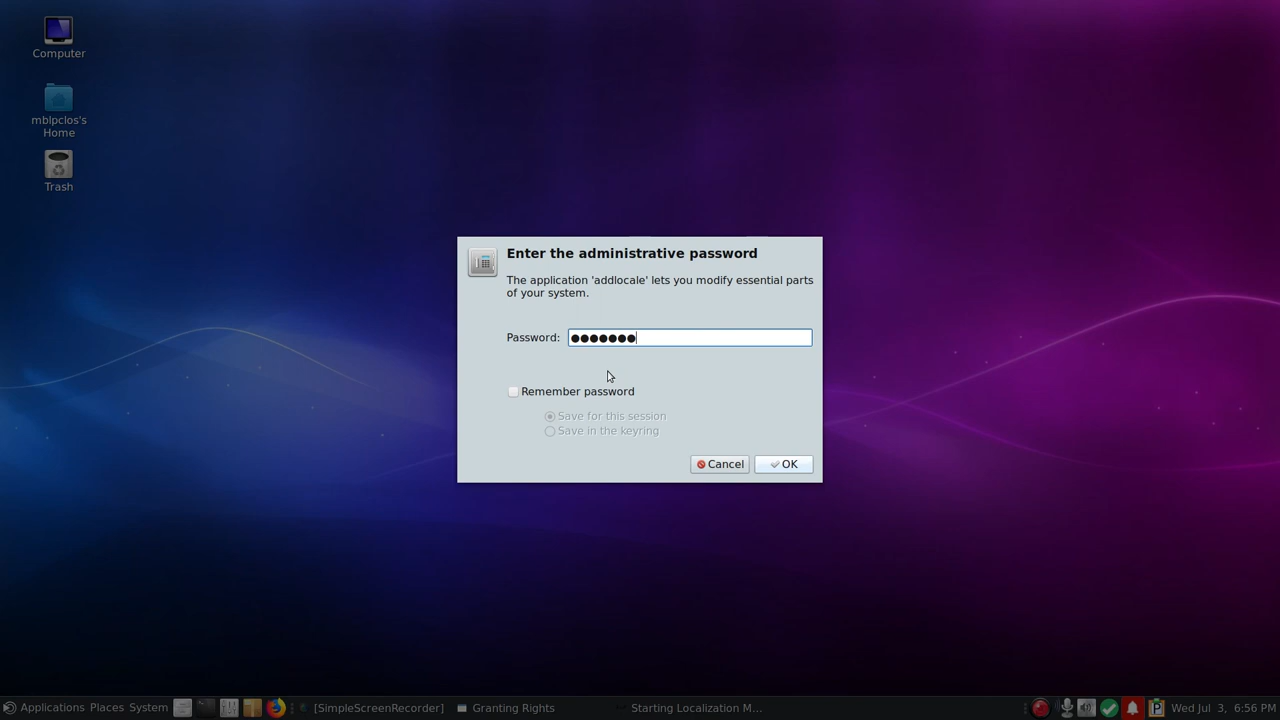 Computer
mblpclos's
Home
Trash
Enter the administrative password
The application 'addlocale' lets you modify essential parts
of your system.
Password: ●●●●●●●
Remember password
Save for this session
Save in the keyring
Cancel
OK
Applications Places System [SimpleScreenRecorder] Granting Rights Starting Localization M... Wed Jul 3, 6:56 PM